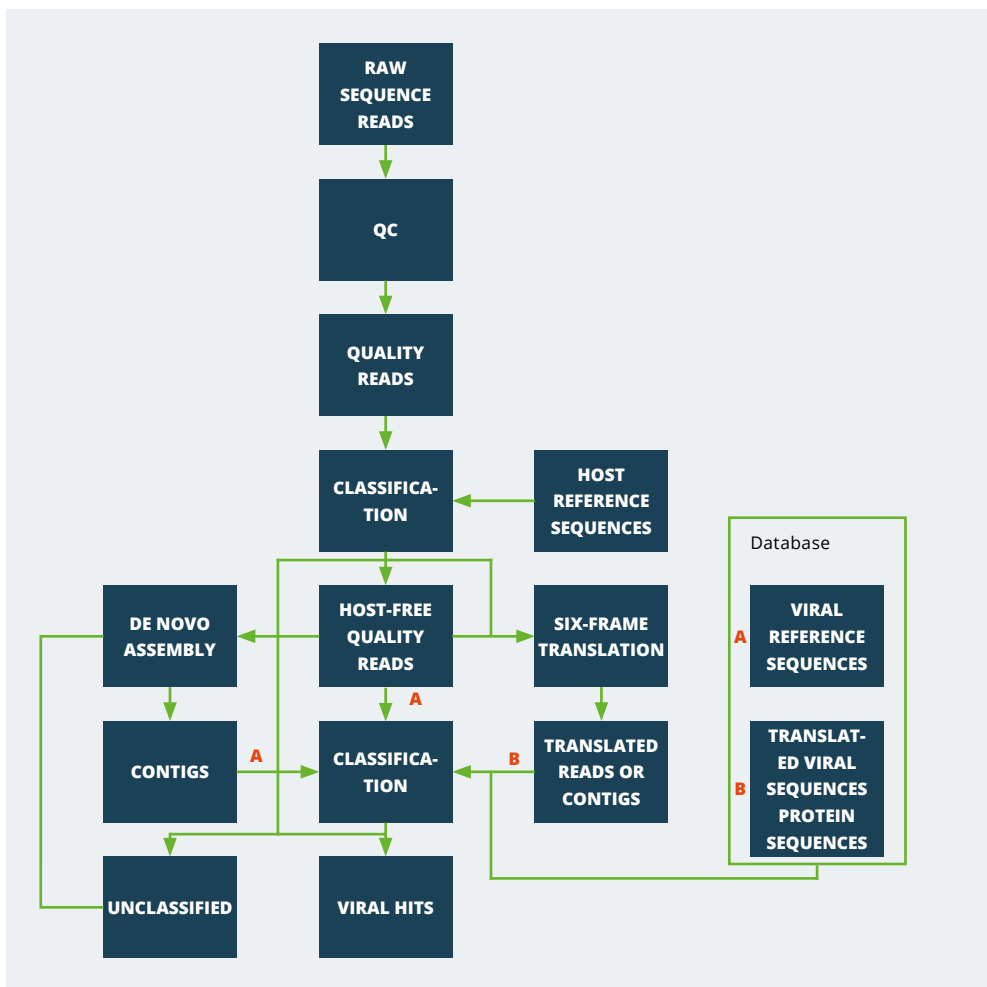 RAW
SEQUENCE
READS
QC
QUALITY
READS
CLASSIFICA-
TION
HOST
REFERENCE
SEQUENCES
Database
DE NOVO
ASSEMBLY
HOST-FREE
QUALITY
READS
SIX-FRAME
TRANSLATION
A
VIRAL
REFERENCE
SEQUENCES
A
CONTIGS
A
CLASSIFICA-
TION
B
TRANSLATED
READS OR
CONTIGS
B
TRANSLAT-
ED VIRAL
SEQUENCES
PROTEIN
SEQUENCES
UNCLASSIFIED
VIRAL HITS